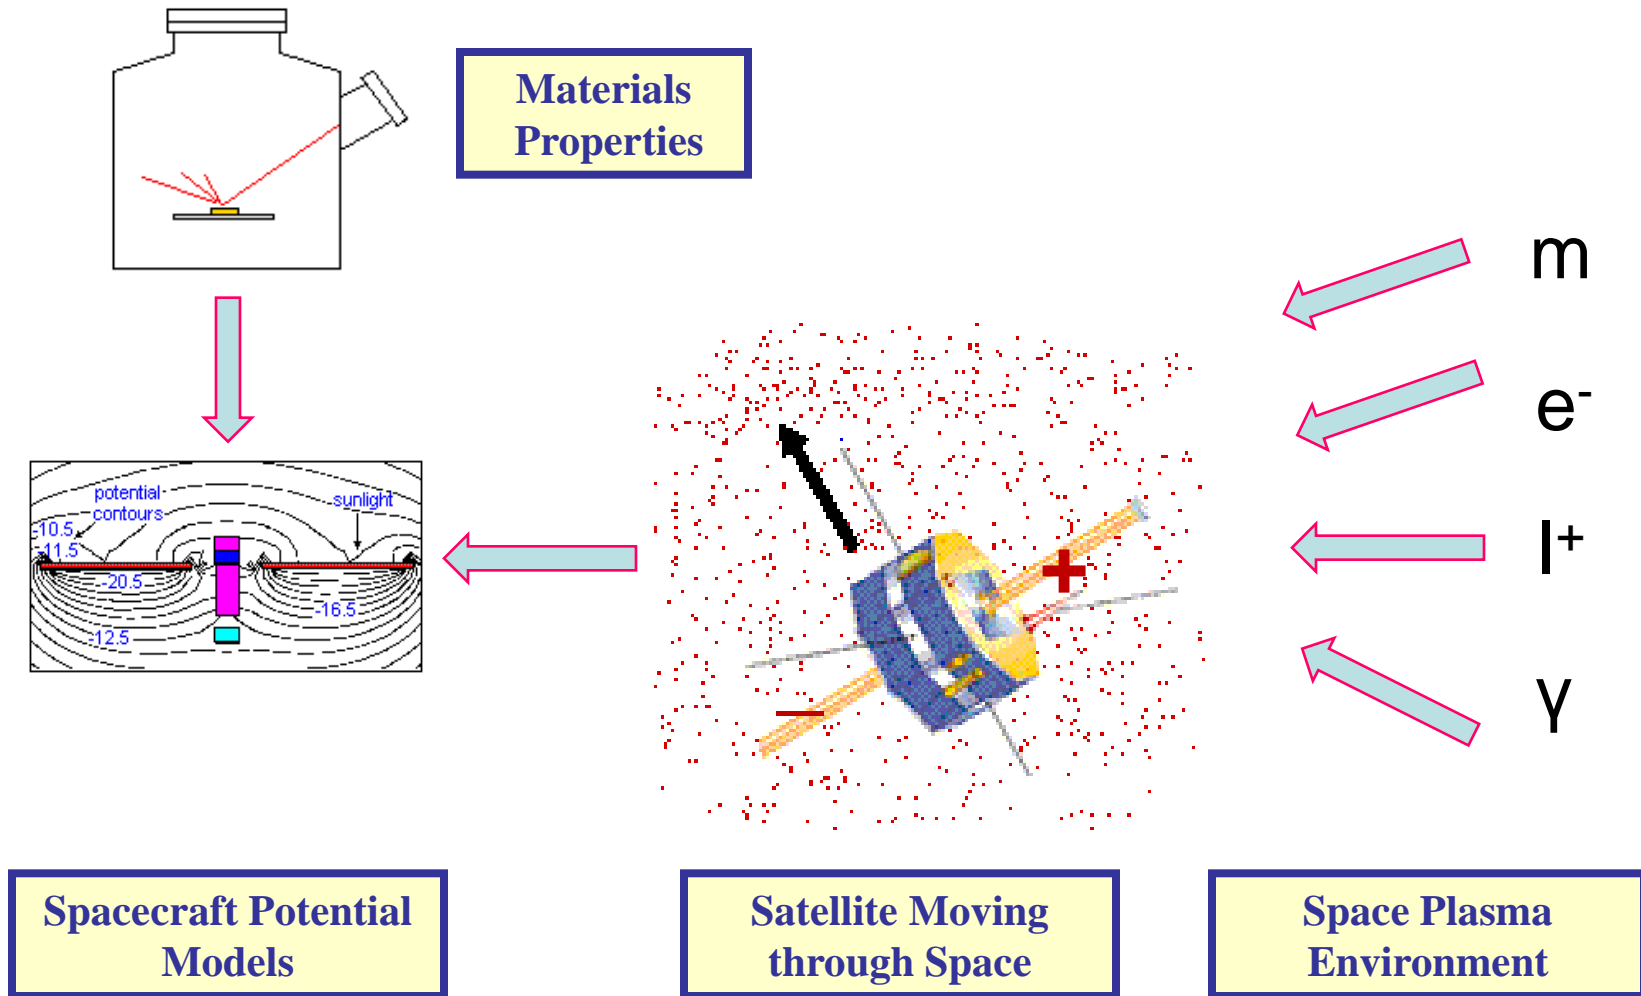 Materials
Properties
m
e⁻
I⁺
γ
potential
contours
sunlight
-10.5
-11.5
-20.5
-16.5
-12.5
+
−
Spacecraft Potential
Models
Satellite Moving
through Space
Space Plasma
Environment